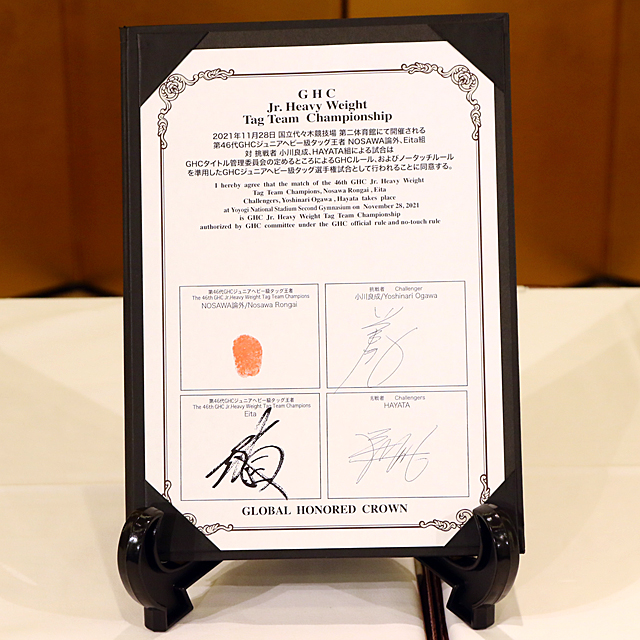 GHC
Jr. Heavy Weight
Tag Team Championship
2021年11月28日 国立代々木競技場 第二体育館にて開催される
第46代GHCジュニアヘビー級タッグ王者 NOSAWA論外、Eita組
対 挑戦者 小川良成、HAYATA組による試合は
GHCタイトル管理委員会の定めるところによるGHCルール、およびノータッチルール
を準用したGHCジュニアヘビー級タッグ選手権試合として行われることに同意する。
I hereby agree that the match of the 46th GHC Jr. Heavy Weight
Tag Team Champions, Nosawa Rongai , Eita
Challengers, Yoshinari Ogawa , Hayata takes place
at Yoyogi National Stadium Second Gymnasium on November 28, 2021
is GHC Jr. Heavy Weight Tag Team Championship
authorized by GHC committee under the GHC official rule and no-touch rule
第46代GHCジュニアヘビー級タッグ王者
The 46th GHC Jr.Heavy Weight Tag Team Champions
NOSAWA論外/Nosawa Rongai
挑戦者 Challenger
小川良成/Yoshinari Ogawa
第46代GHCジュニアヘビー級タッグ王者
The 46th GHC Jr.Heavy Weight Tag Team Champions
Eita
挑戦者 Challengers
HAYATA
GLOBAL HONORED CROWN